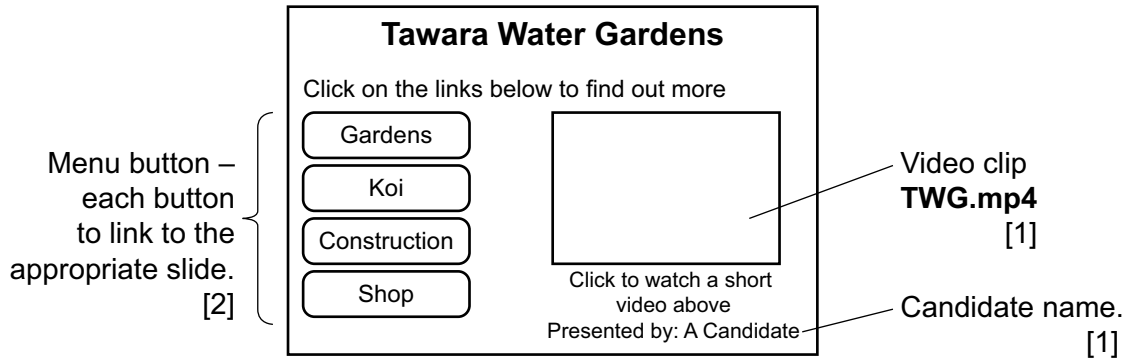 Tawara Water Gardens
Click on the links below to find out more
Gardens
Koi
Construction
Shop
Menu button –
each button
to link to the
appropriate slide.
[2]
Click to watch a short
video above
Presented by: A Candidate
Video clip
TWG.mp4
[1]
Candidate name.
[1]